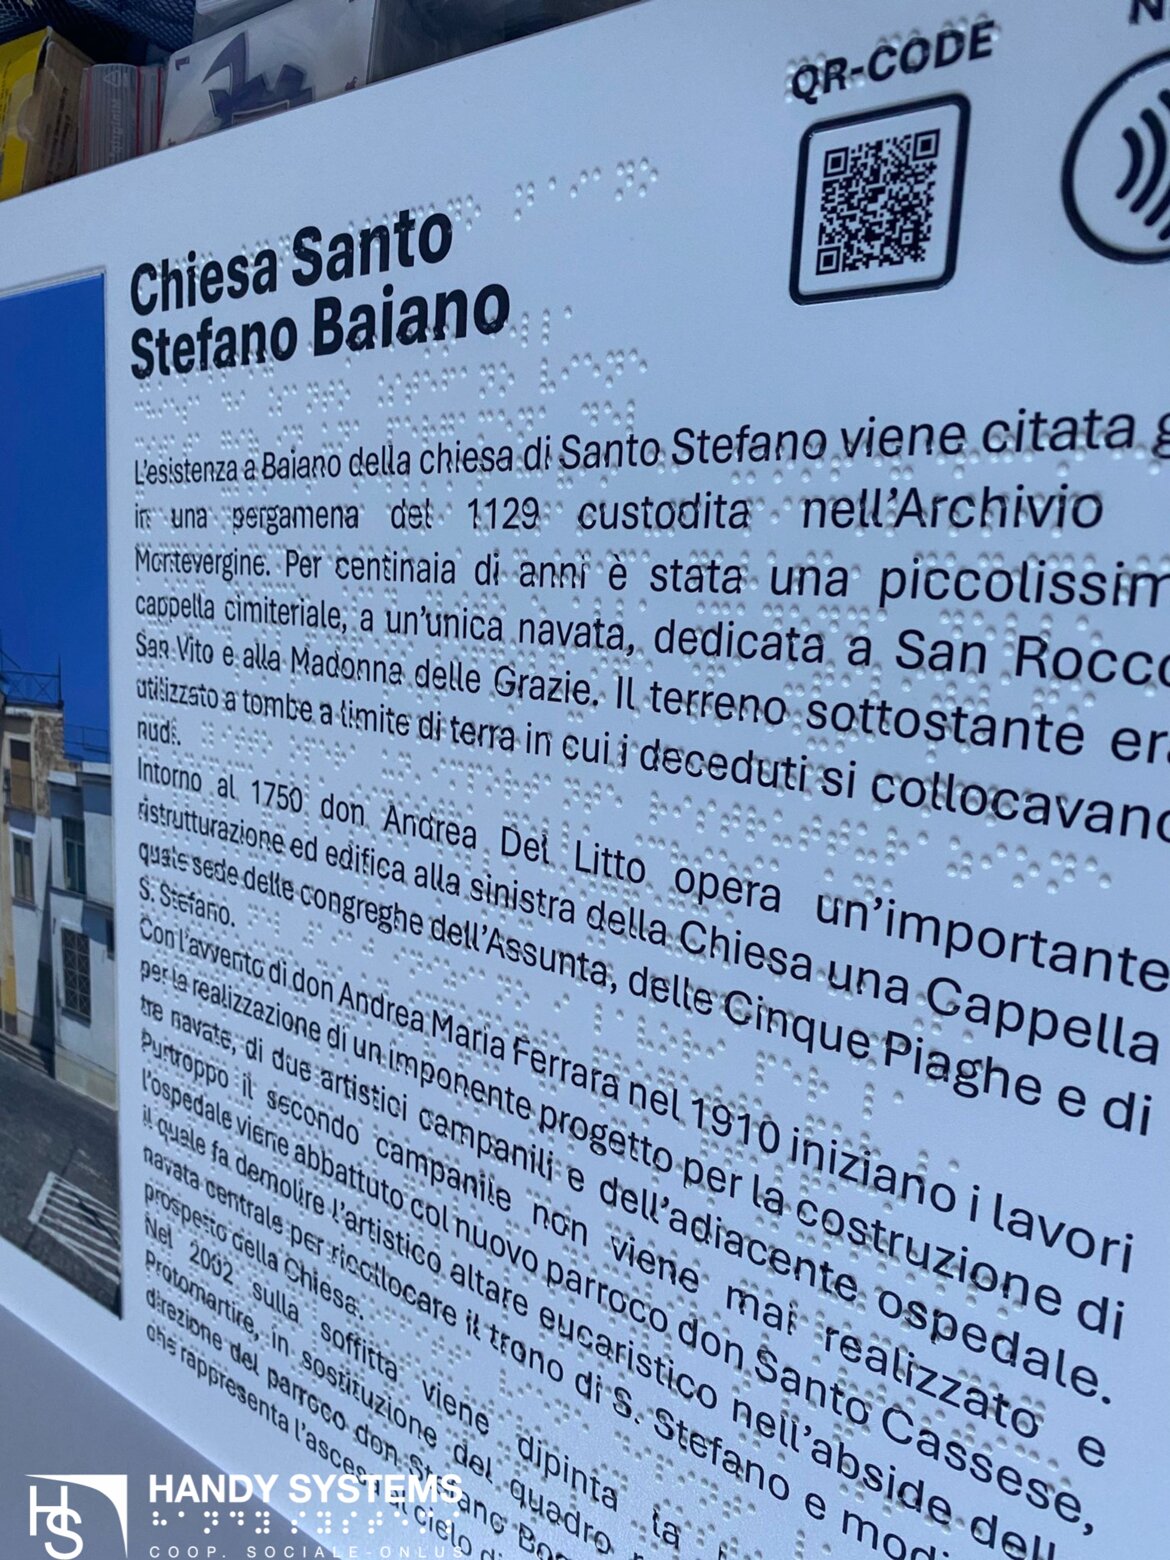 QR-CODE
Chiesa Santo
Stefano Baiano
L'esistenza a Baiano della chiesa di Santo Stefano viene citata
in una pergamena del 1129 custodita nell'Archivio
Montevergine. Per centinaia di anni è stata una
cappella cimiteriale, a un'unica navata, dedicata a San Rocco
San Vito e alla Madonna delle Grazie. Il terreno sottostante
utilizzato a tombe a limite di terra in cui i deceduti si collocavano
nudi.
Intorno al 1750 don Andrea Del Litto opera un'importante
ristrutturazione ed edifica alla sinistra della Chiesa una Cappella
quale sede delle congreghe dell'Assunta, delle Cinque Piaghe e di
S. Stefano.
Con l'avvento di don Andrea Maria Ferrara nel 1910 iniziano i lavori
per la realizzazione di un imponente progetto per la costruzione di
tre navate, di due artistici campanili e dell'adiacente ospedale.
Purtroppo il secondo campanile non viene mai realizzato e
l'ospedale viene abbattuto col nuovo parroco don Santo Cassese,
il quale fa demolire l'artistico altare eucaristico nell'abside
navata centrale per ricollocare il trono di S. Stefano e
prospetto della Chiesa.
Nel 2002 sulla soffitta viene dipinta la
Protomartire, in sostituzione del quadro
direzione del parroco don Stefano
che rappresenta l'ascesa al cielo
HS HANDY SYSTEMS
COOP. SOCIALE-ONLUS